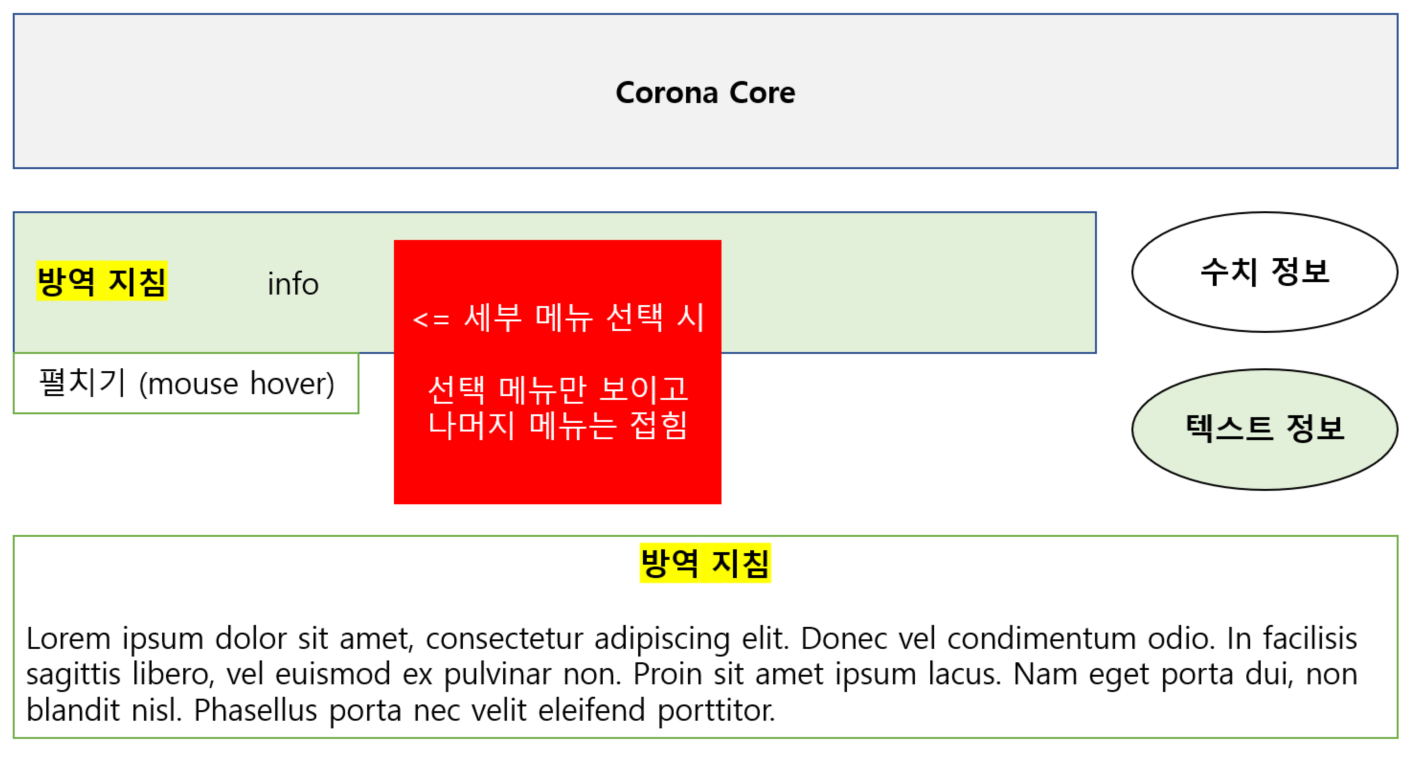 Corona Core
방역 지침
info
<= 세부 메뉴 선택 시
선택 메뉴만 보이고
나머지 메뉴는 접힘
수치 정보
펼치기 (mouse hover)
텍스트 정보
방역 지침
Lorem ipsum dolor sit amet, consectetur adipiscing elit. Donec vel condimentum odio. In facilisis
sagittis libero, vel euismod ex pulvinar non. Proin sit amet ipsum lacus. Nam eget porta dui, non
blandit nisl. Phasellus porta nec velit eleifend porttitor.